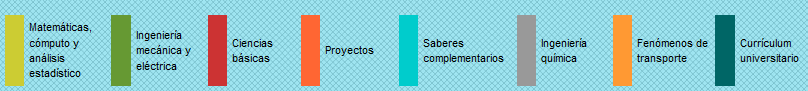 Matemáticas,
cómputo y
análisis
estadístico
Ingeniería
mecánica y
eléctrica
Ciencias
básicas
Proyectos
Saberes
complementarios
Ingeniería
química
Fenómenos de
transporte
Currículum
universitario